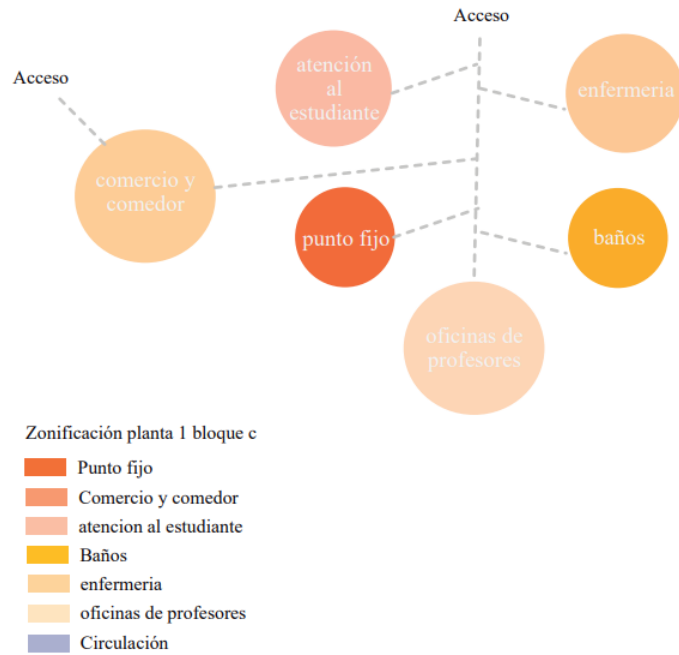 Acceso
Acceso
atención
al
estudiante
enfermeria
comercio y
comedor
punto fijo
baños
oficinas de
profesores
Zonificación planta 1 bloque c
Punto fijo
Comercio y comedor
atencion al estudiante
Baños
enfermeria
oficinas de profesores
Circulación